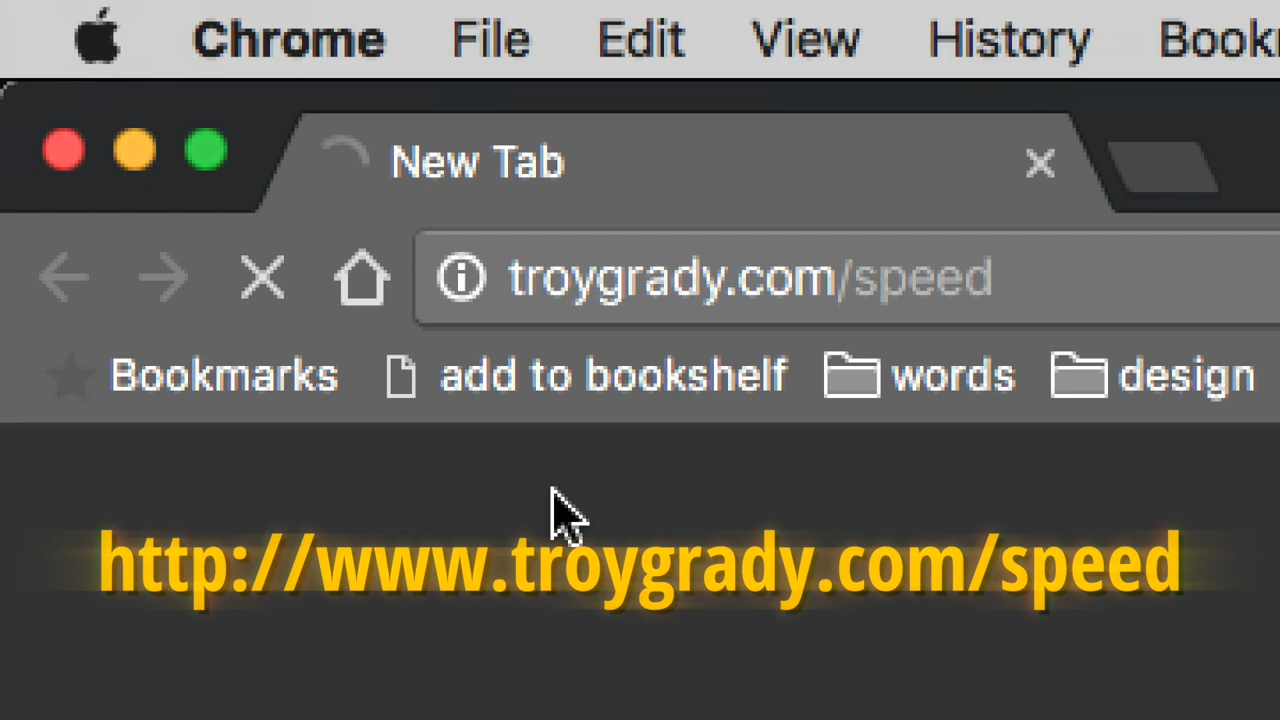 Chrome File Edit View History Book
New Tab
troygrady.com/speed
Bookmarks add to bookshelf words design
http://www.troygrady.com/speed